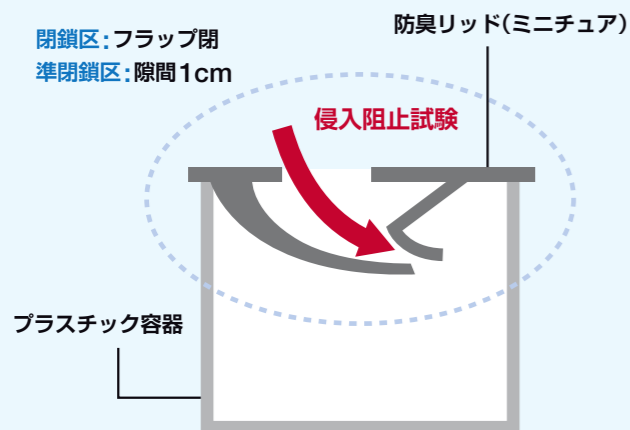 防臭リッド(ミニチュア)
閉鎖区:フラップ閉
準閉鎖区:隙間1cm
侵入阻止試験
プラスチック容器